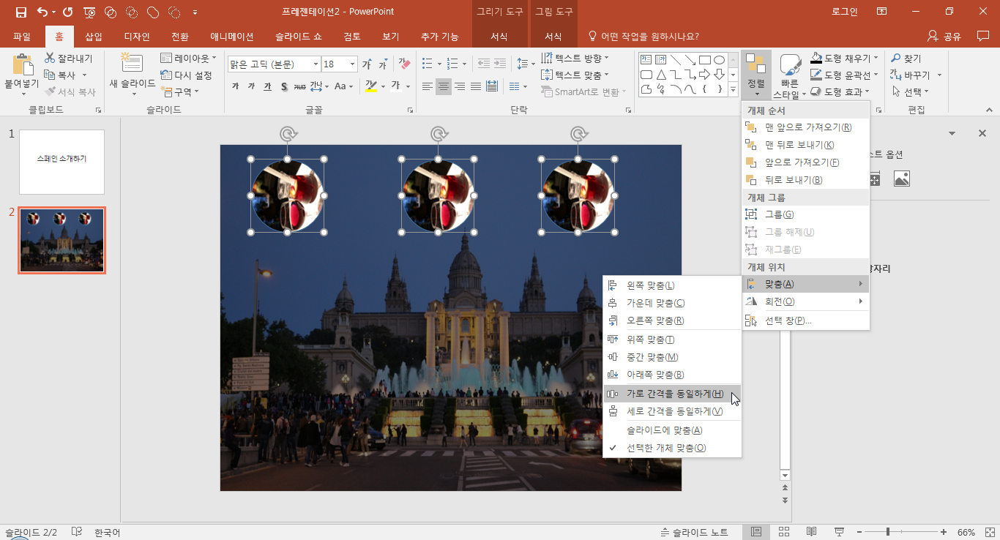 프레젠테이션2 - PowerPoint
그리기 도구
그림 도구
로그인
파일
홈
삽입
디자인
전환
애니메이션
슬라이드 쇼
검토
보기
추가 기능
서식
서식
어떤 작업을 원하시나요?
공유
붙여넣기
잘라내기
복사
서식 복사
클립보드
새 슬라이드
레이아웃
다시 설정
구역
슬라이드
맑은 고딕 (본문)
18
가 가
가 가 가 S 가나 간 Aa 가 가
글꼴
텍스트 방향
텍스트 맞춤
SmartArt로 변환
단락
정렬
빠른
스타일
도형 채우기
도형 윤곽선
도형 효과
찾기
바꾸기
선택
편집
개체 순서
맨 앞으로 가져오기(R)
맨 뒤로 보내기(K)
앞으로 가져오기(F)
뒤로 보내기(B)
개체 그룹
그룹(G)
그룹 해제(U)
재그룹(E)
개체 위치
맞춤(A)
회전(O)
선택 창(P)...
왼쪽 맞춤(L)
가운데 맞춤(C)
오른쪽 맞춤(R)
위쪽 맞춤(T)
중간 맞춤(M)
아래쪽 맞춤(B)
가로 간격을 동일하게(H)
세로 간격을 동일하게(V)
슬라이드에 맞춤(A)
선택한 개체 맞춤(O)
스트 옵션
1
스페인 소개하기
2
슬라이드 2/2
한국어
슬라이드 노트
66%